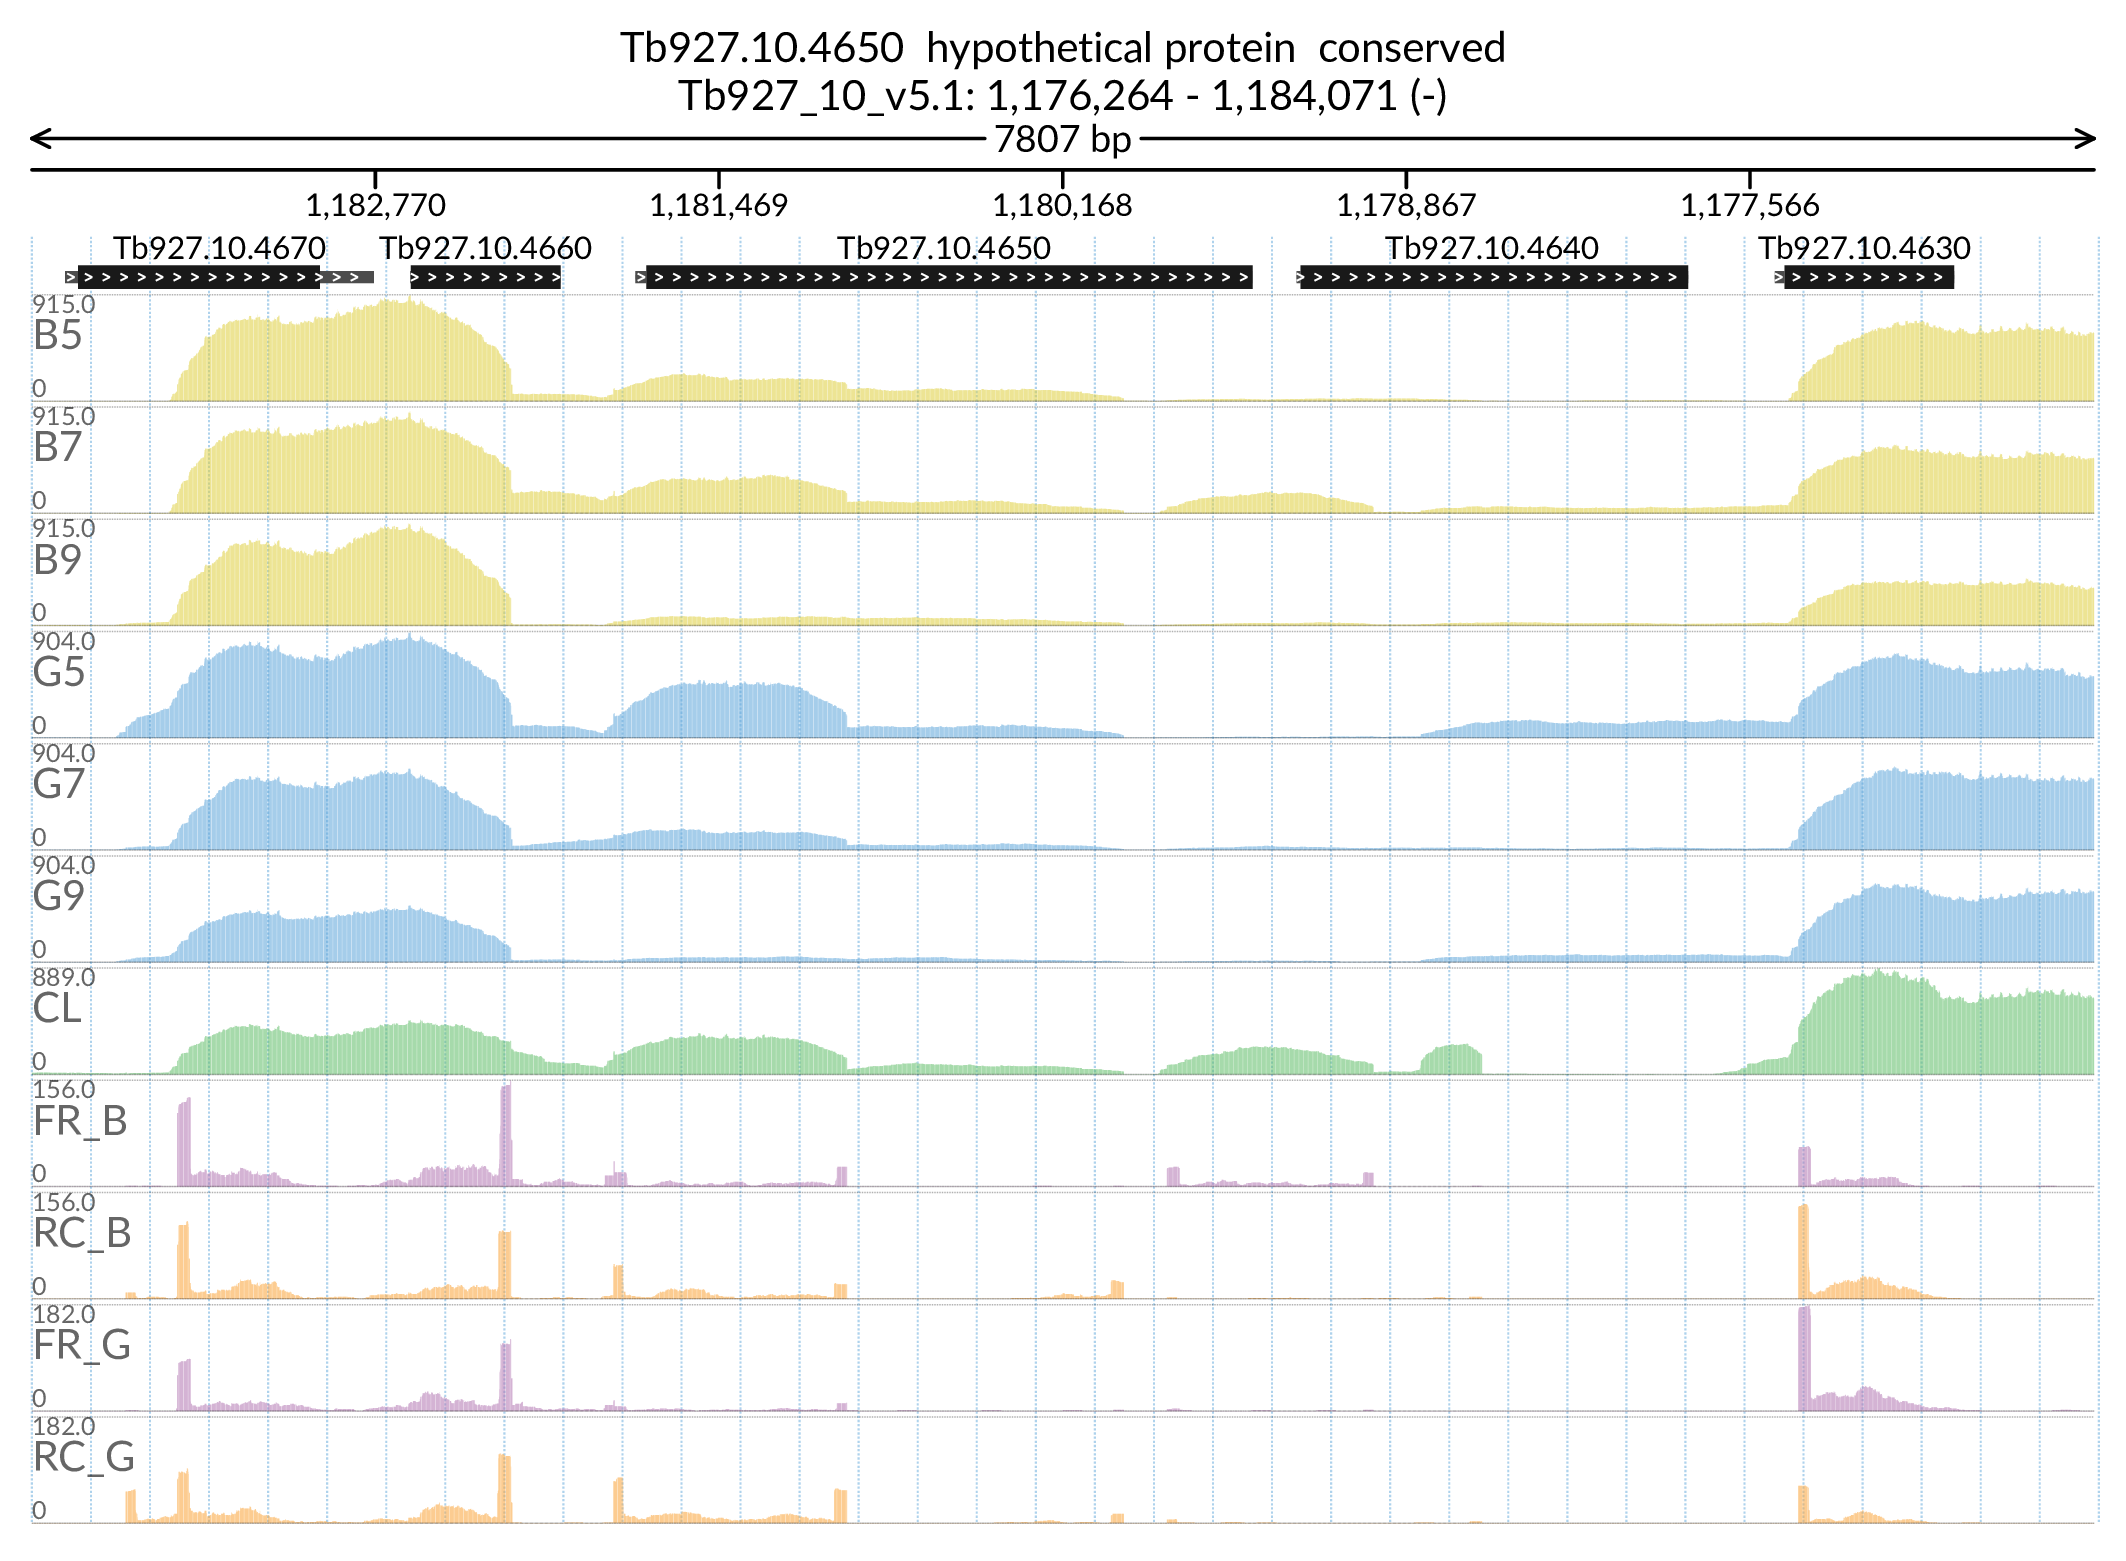 Tb927.10.4650 hypothetical protein conserved
Tb927_10_v5.1: 1,176,264 - 1,184,071 (-)
7807 bp
1,182,770 1,181,469 1,180,168 1,178,867 1,177,566
Tb927.10.4670 Tb927.10.4660 Tb927.10.4650 Tb927.10.4640 Tb927.10.4630
915.0
B5
0
915.0
B7
0
915.0
B9
0
904.0
G5
0
904.0
G7
0
904.0
G9
0
889.0
CL
0
156.0
FR_B
0
156.0
RC_B
0
182.0
FR_G
0
182.0
RC_G
0